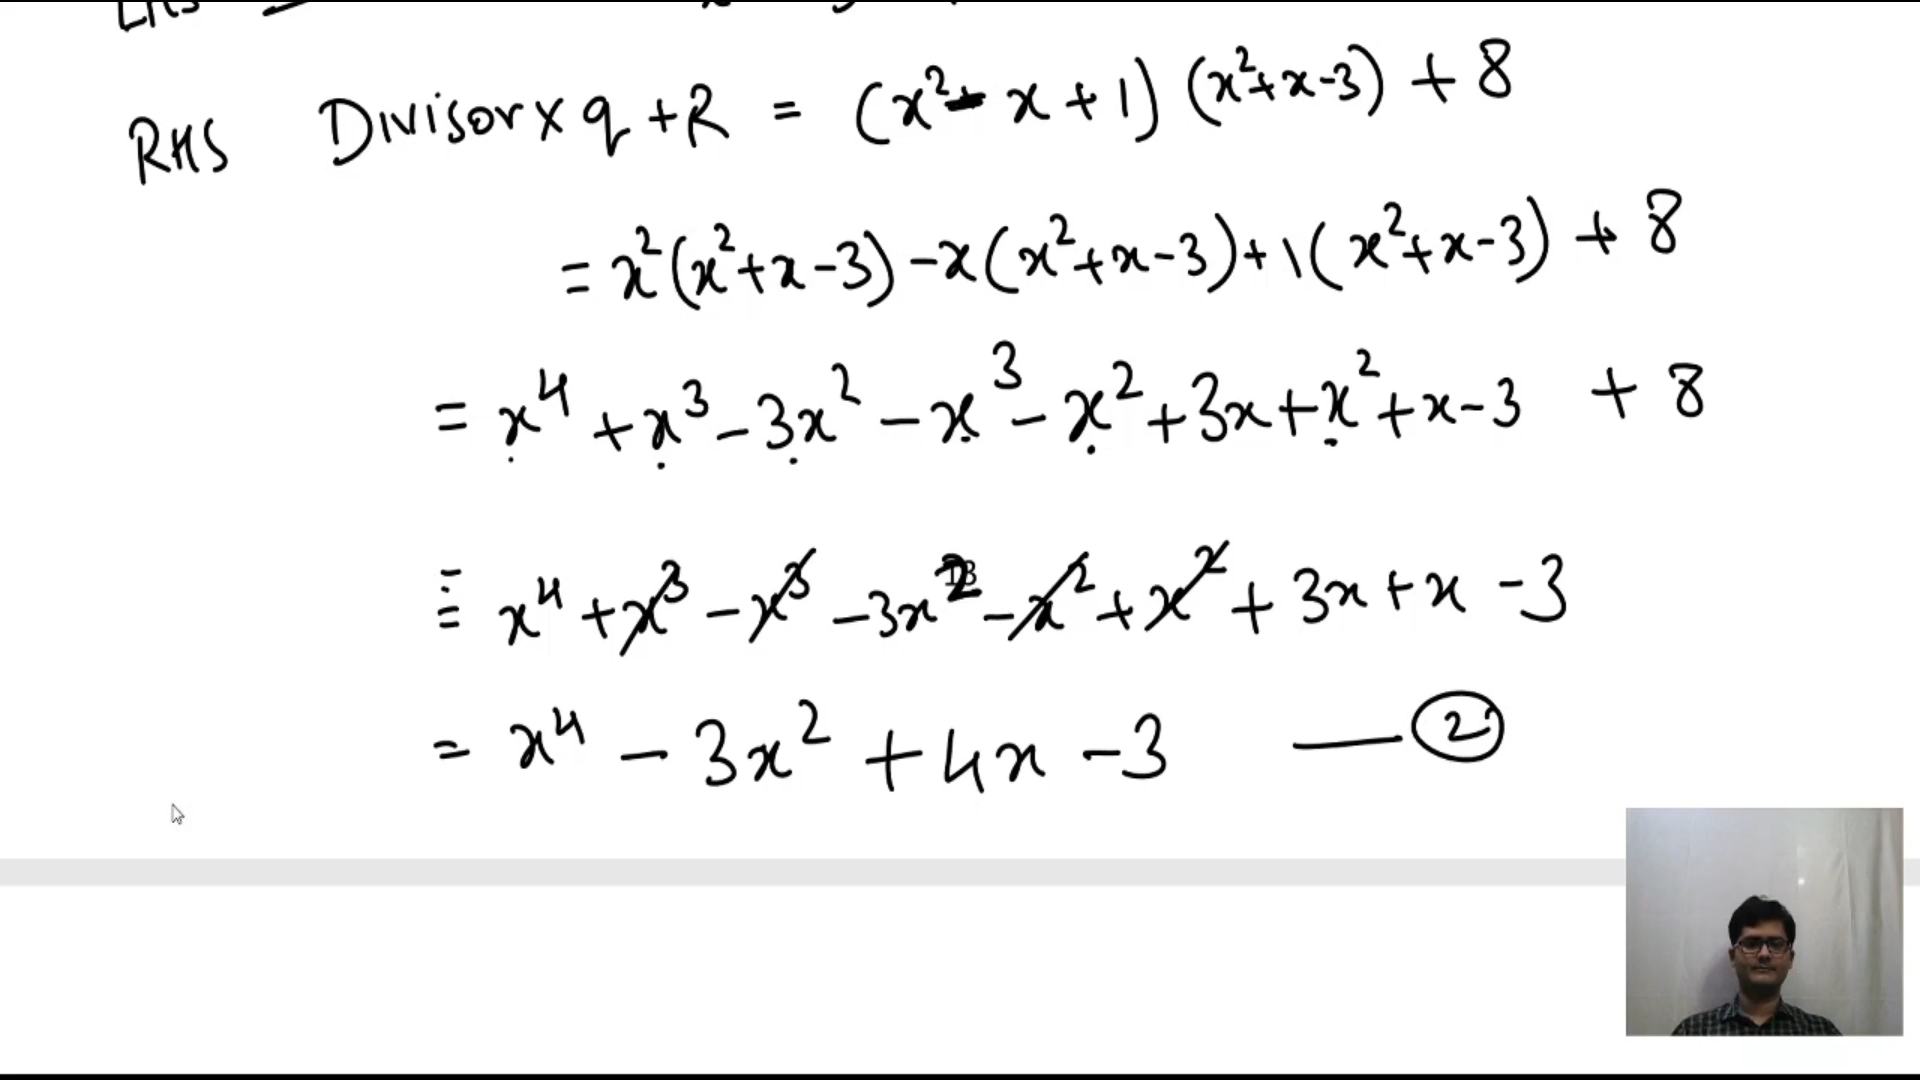 LHS
RHS Divisor x q + R = (x² - x + 1) (x²+x-3) + 8
= x²(x²+x-3) -x(x²+x-3)+1(x²+x-3) + 8
= x⁴ + x³ - 3x² - x³ - x² + 3x + x² + x - 3 + 8
= x⁴ + x³ - x³ - 3x² - x² + x² + 3x + x - 3
= x⁴ - 3x² + 4x - 3 — 2